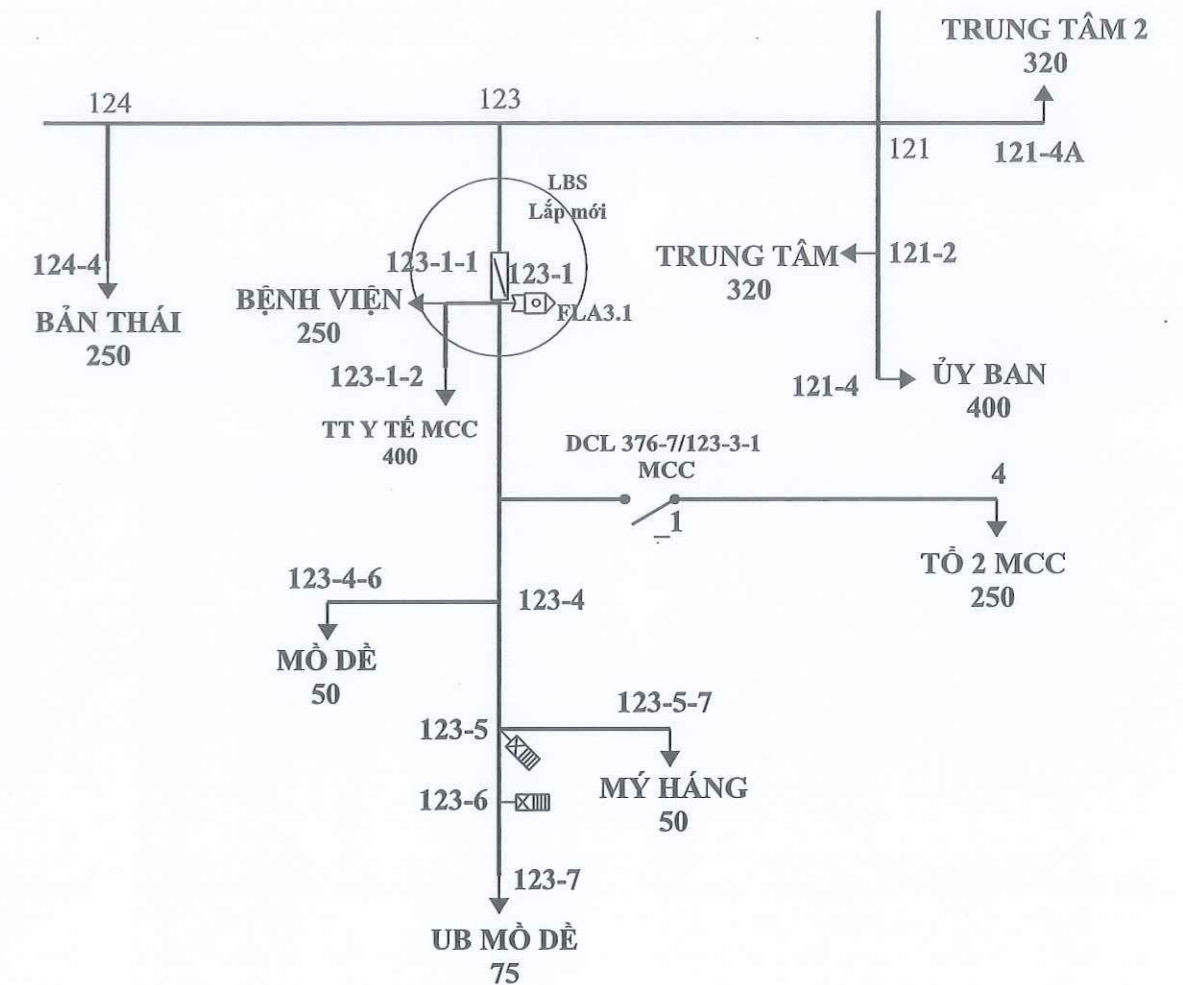 TRUNG TÂM 2
320
124
123
121
121-4A
LBS
Lắp mới
124-4
BẢN THÁI
250
123-1-1
123-1
BỆNH VIỆN
250
FLA3.1
123-1-2
TT Y TẾ MCC
400
TRUNG TÂM
320
121-2
121-4
ỦY BAN
400
DCL 376-7/123-3-1
MCC
_1
4
TỔ 2 MCC
250
123-4-6
123-4
MỒ DỀ
50
123-5-7
123-5
MÝ HÁNG
50
123-6
123-7
UB MỒ DỀ
75